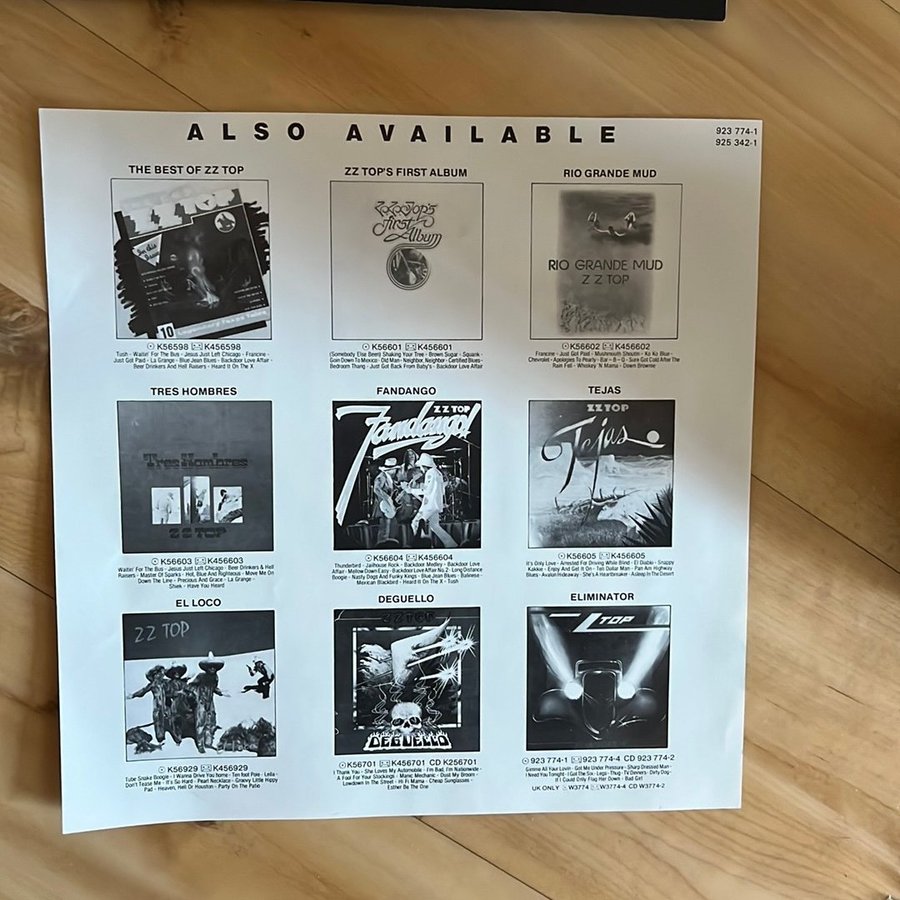 ALSO AVAILABLE
923 774-1
925 342-1
THE BEST OF ZZ TOP
10
K56598 K456598
Tush - Waitin' For The Bus - Jesus Just Left Chicago - Francine -
Just Got Paid - La Grange - Blue Jean Blues - Backdoor Love Affair -
Beer Drinkers And Hell Raisers - Heard It On The X
ZZ TOP'S FIRST ALBUM
ZZ Top's
First
Album
K56601 K456601
(Somebody Else Been) Shaking Your Tree - Brown Sugar - Squank -
Goin Down To Mexico - Old Man - Neighbor, Neighbor - Certified Blues -
Bedroom Thang - Just Got Back From Baby's - Backdoor Love Affair
RIO GRANDE MUD
RIO GRANDE MUD
ZZ TOP
K56602 K456602
Francine - Just Got Paid - Mushmouth Shoutin - Ko Ko Blue -
Chevrolet - Apologies To Pearly - Bar - B - Q - Sure Got Cold After The
Rain Fell - Whiskey 'N Mama - Down Brownie
TRES HOMBRES
Tres Hombres
ZZ TOP
K56603 K456603
Waitin' For The Bus - Jesus Just Left Chicago - Beer Drinkers & Hell
Raisers - Master Of Sparks - Hot, Blue And Righteous - Move Me On
Down The Line - Precious And Grace - La Grange -
Shiek - Have You Heard
FANDANGO
ZZ TOP
Fandango!
K56604 K456604
Thunderbird - Jailhouse Rock - Backdoor Medley - Backdoor Love
Affair - Mellow Down Easy - Backdoor Love Affair No.2 - Long Distance
Boogie - Nasty Dogs And Funky Kings - Blue Jean Blues - Balinese -
Mexican Blackbird - Heard It On The X - Tush
TEJAS
ZZ TOP
Tejas
K56605 K456605
It's Only Love - Arrested For Driving While Blind - El Diablo - Snappy
Kakkie - Enjoy And Get It On - Ten Dollar Man - Pan Am Highway
Blues - Avalon Hideaway - She's A Heartbreaker - Asleep In The Desert
EL LOCO
ZZ TOP
K56929 K456929
Tube Snake Boogie - I Wanna Drive You home - Ten foot Pole - Leila -
Don't Tease Me - It's So Hard - Pearl Necklace - Groovy Little Hippy
Pad - Heaven, Hell Or Houston - Party On The Patio
DEGUELLO
ZZ TOP
DEGUELLO
K56701 K456701 CD K256701
I Thank You - She Loves My Automobile - I'm Bad, I'm Nationwide -
A Fool For Your Stockings - Manic Mechanic - Dust My Broom -
Lowdown In The Street - Hi Fi Mama - Cheap Sunglasses -
Esther Be The One
ELIMINATOR
ZZ TOP
923 774-1 923 774-4 CD 923 774-2
Gimme All Your Lovin - Got Me Under Pressure - Sharp Dressed Man -
I Need You Tonight - I Got The Six - Legs - Thug - TV Dinners - Dirty Dog -
If I Could Only Flag Her Down - Bad Girl
UK ONLY W3774 W3774-4 CD W3774-2